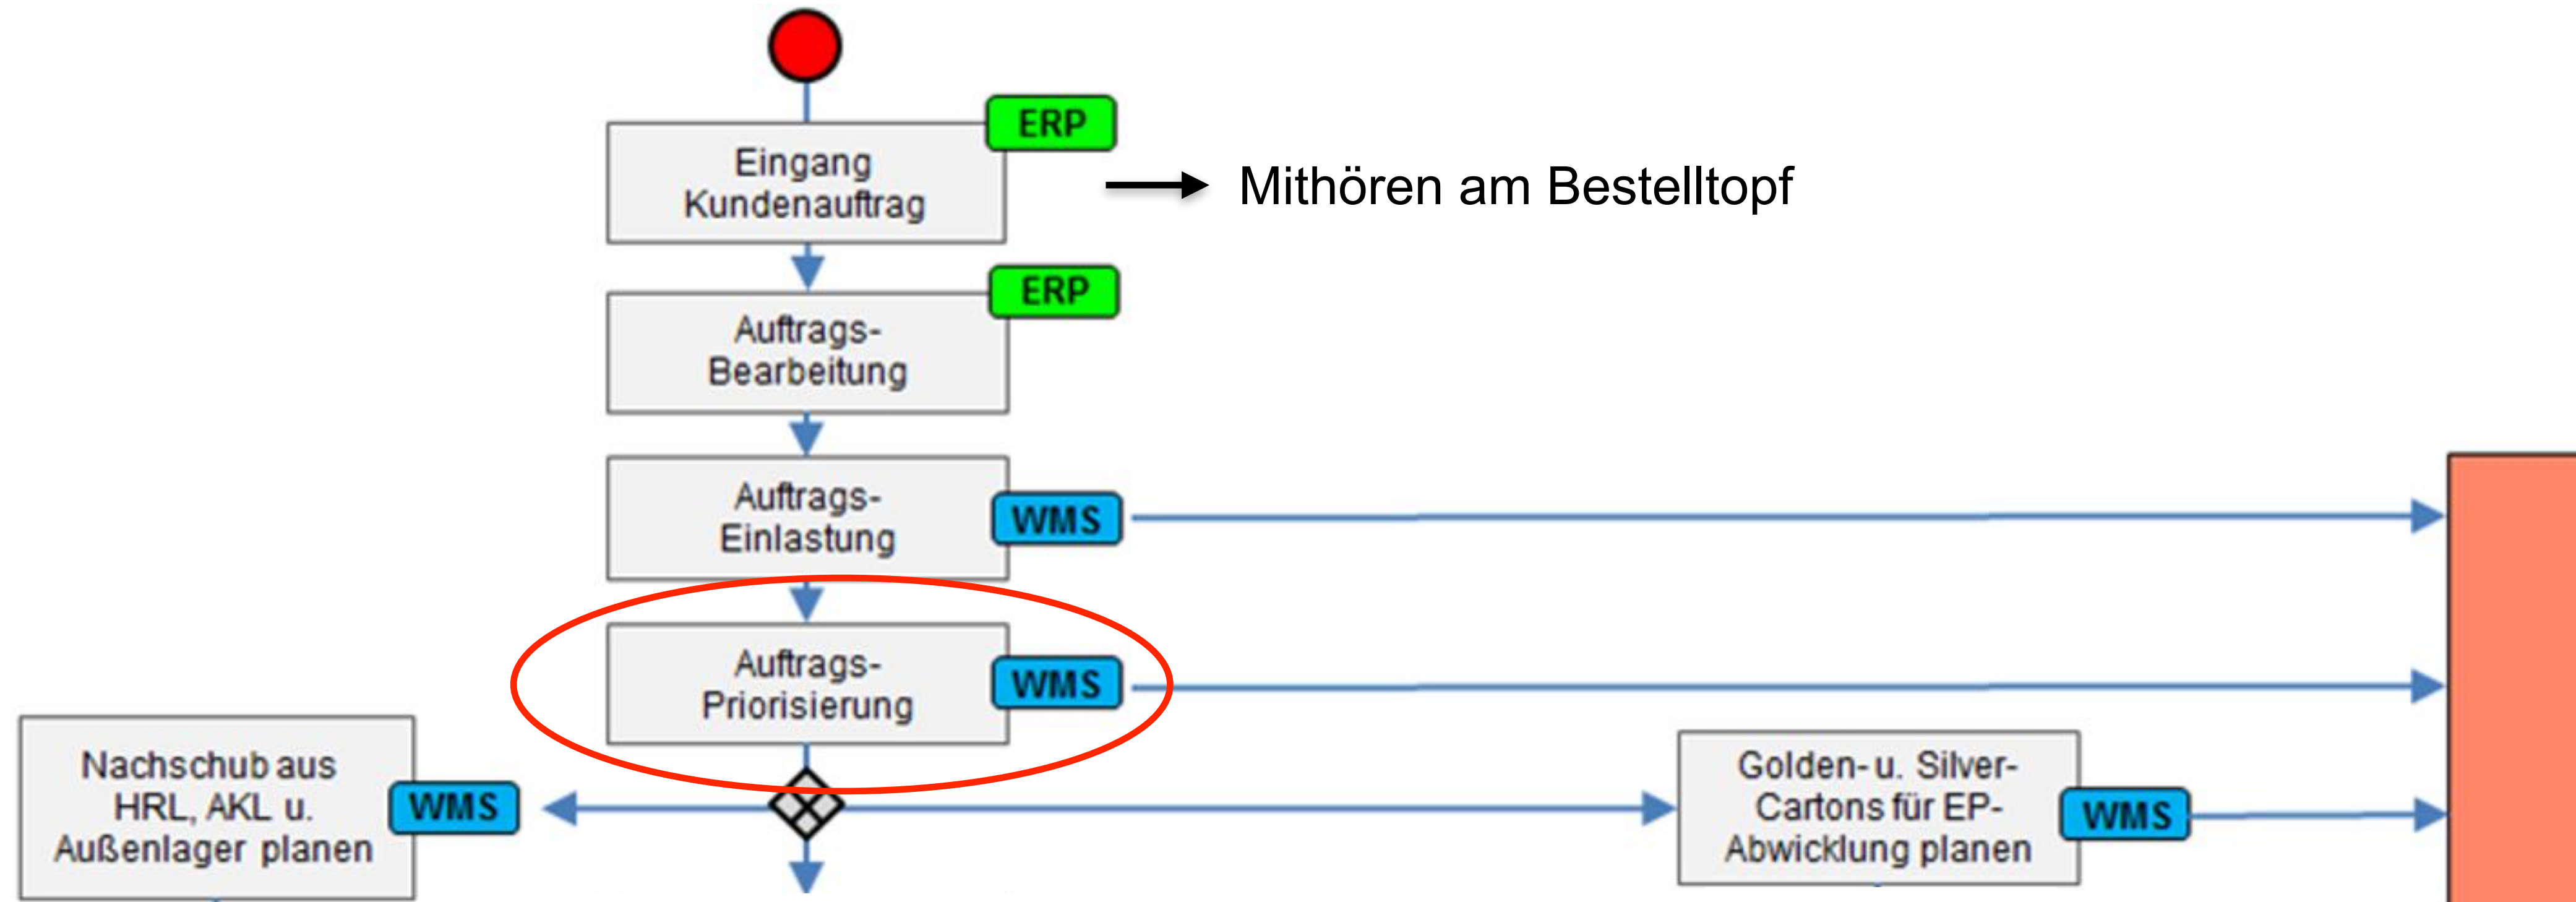 ERP
Eingang
Kundenauftrag
Mithören am Bestelltopf
ERP
Auftrags-
Bearbeitung
Auftrags-
Einlastung
WMS
Auftrags-
Priorisierung
WMS
Nachschub aus
HRL, AKL u.
Außenlager planen
WMS
Golden- u. Silver-
Cartons für EP-
Abwicklung planen
WMS